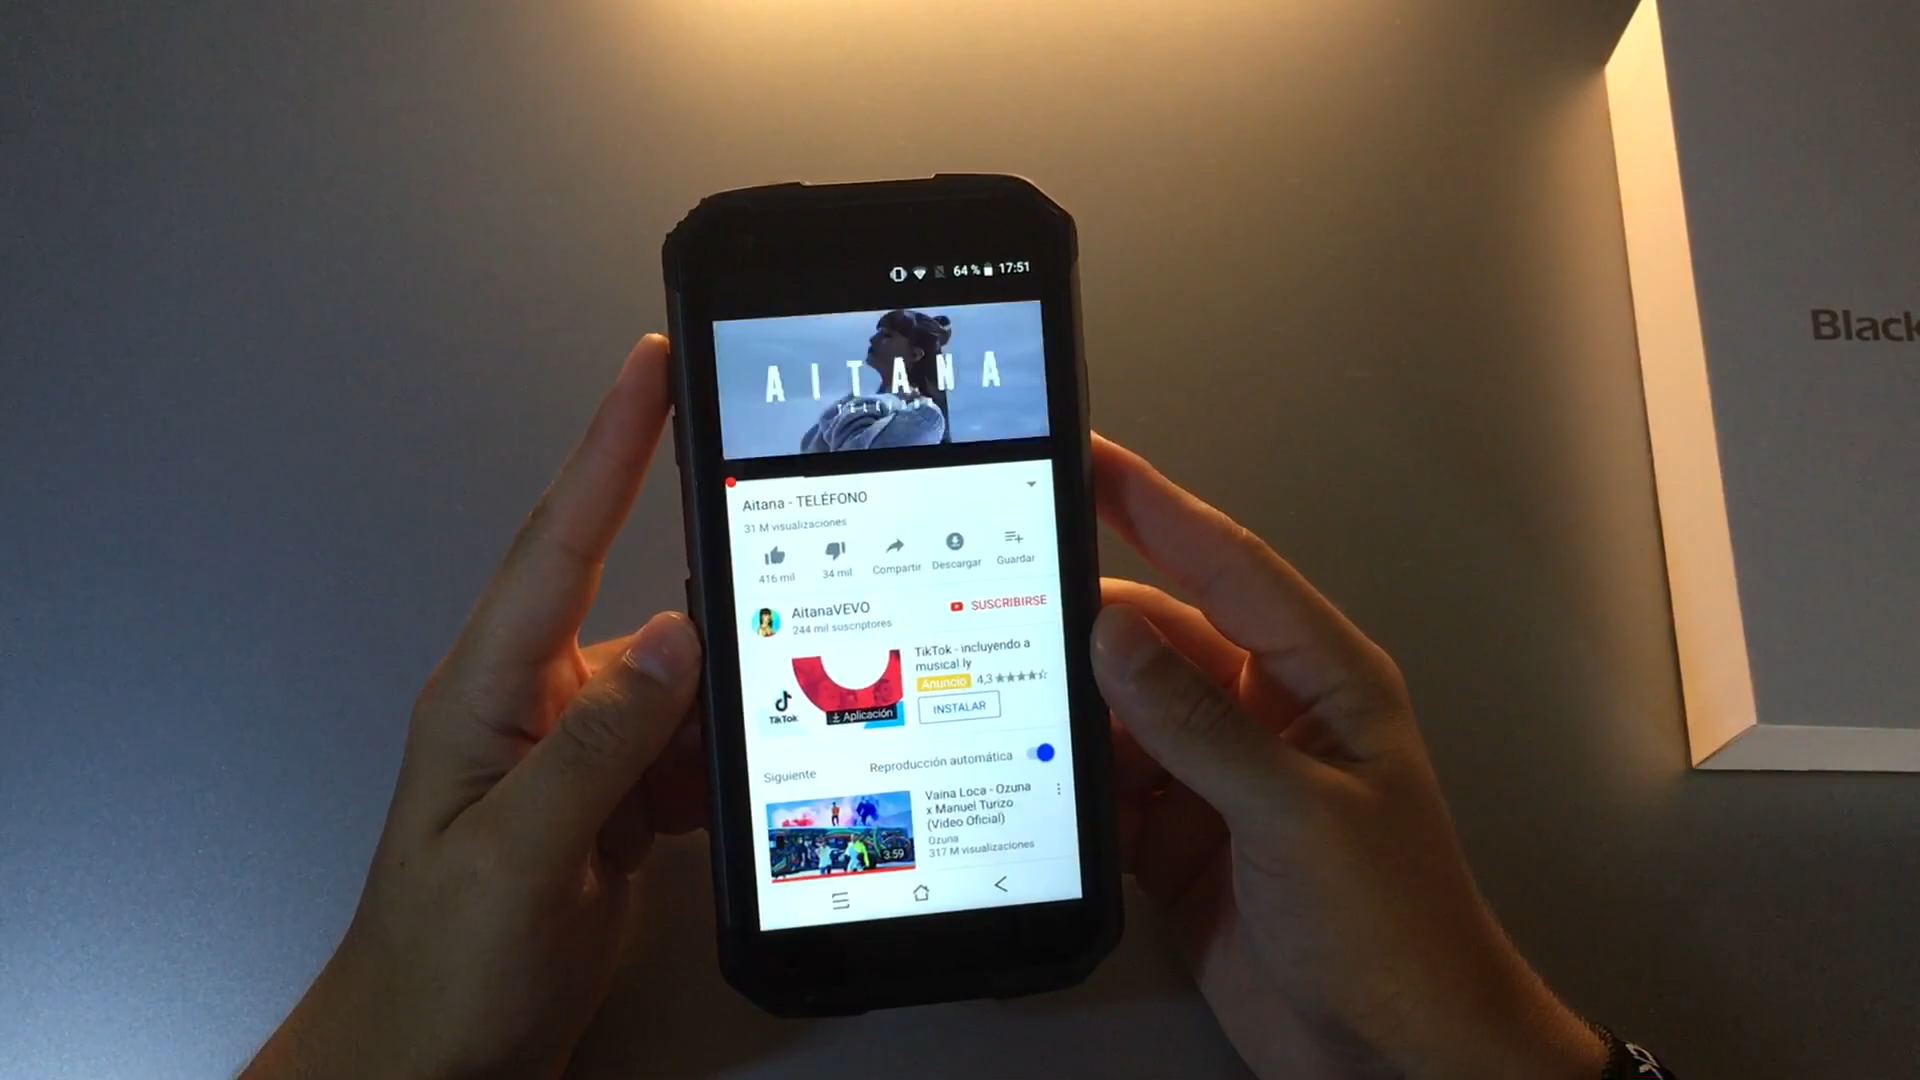 64 % 17:51
AITANA
TELÉFONO
Aitana - TELÉFONO
31 M visualizaciones
416 mil
34 mil
Compartir
Descargar
Guardar
AitanaVEVO
SUSCRIBIRSE
244 mil suscriptores
TikTok - incluyendo a
musical ly
Anuncio 4,3
INSTALAR
TikTok
Aplicación
Siguiente
Reproducción automática
Vaina Loca - Ozuna
x Manuel Turizo
(Video Oficial)
Ozuna
317 M visualizaciones
3:59
Black